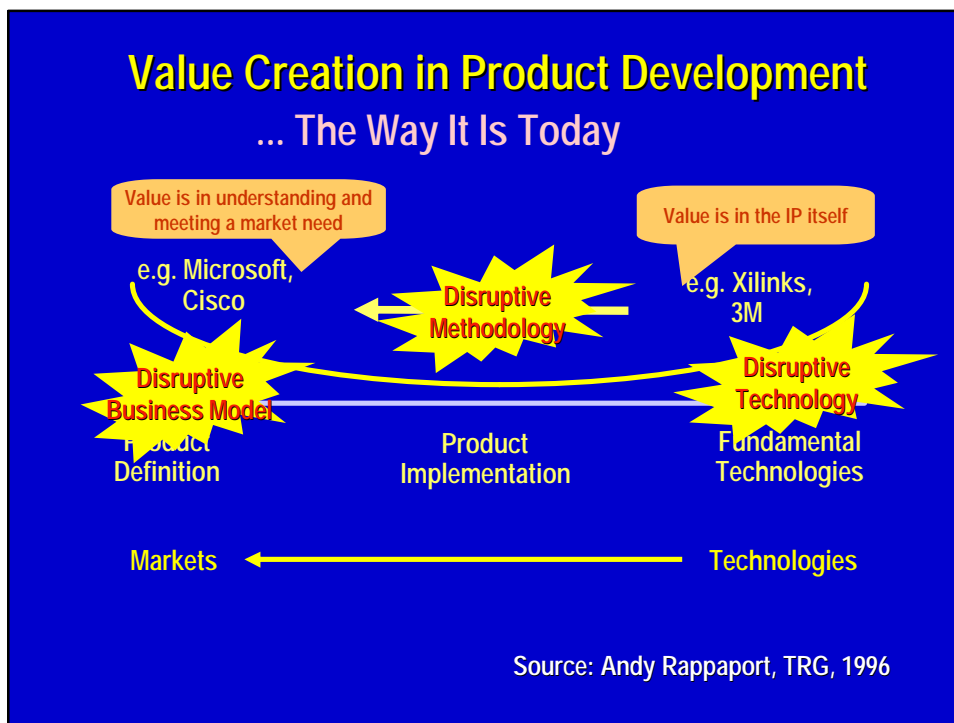 Value Creation in Product Development
... The Way It Is Today
Value is in understanding and
meeting a market need
Value is in the IP itself
e.g. Microsoft,
Cisco
Disruptive
Methodology
e.g. Xilinks,
3M
Disruptive
Business Model
Disruptive
Technology
Product
Definition
Product
Implementation
Fundamental
Technologies
Markets
Technologies
Source: Andy Rappaport, TRG, 1996